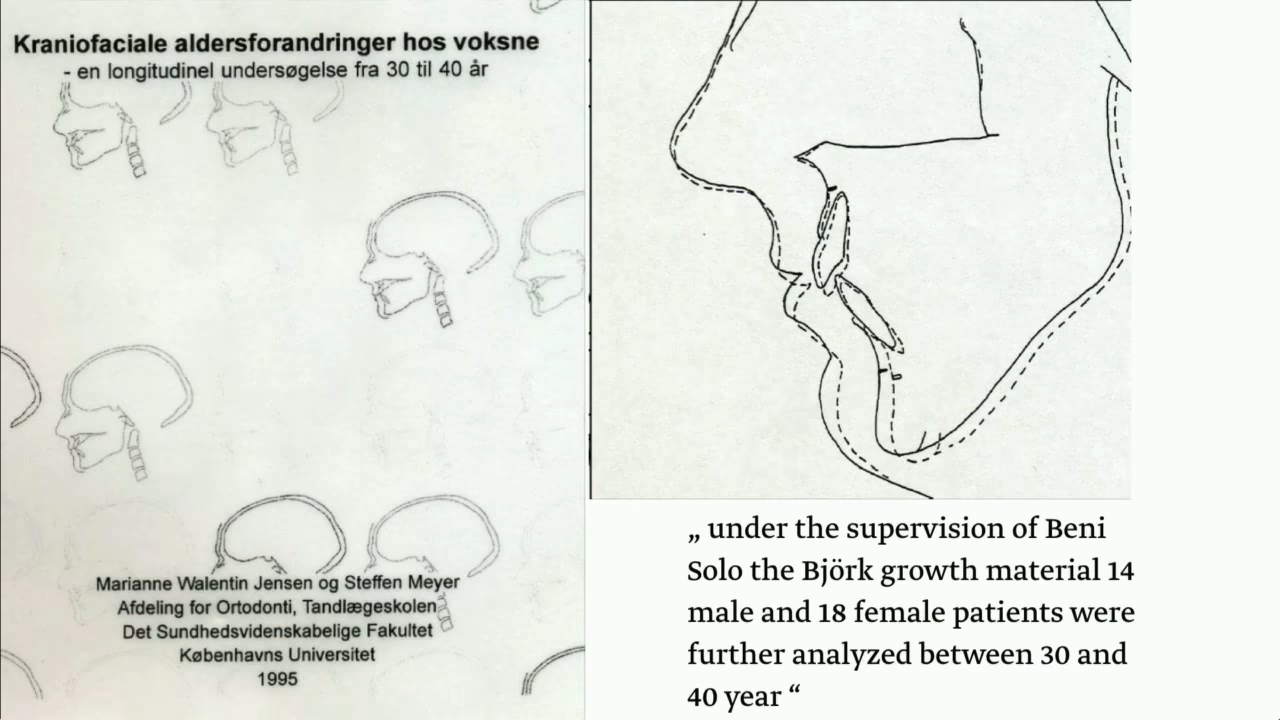 Kraniofaciale aldersforandringer hos voksne
- en longitudinel undersøgelse fra 30 til 40 år
Marianne Walentin Jensen og Steffen Meyer
Afdeling for Ortodonti, Tandlægeskolen
Det Sundhedsvidenskabelige Fakultet
Københavns Universitet
1995
„ under the supervision of Beni
Solo the Björk growth material 14
male and 18 female patients were
further analyzed between 30 and
40 year “